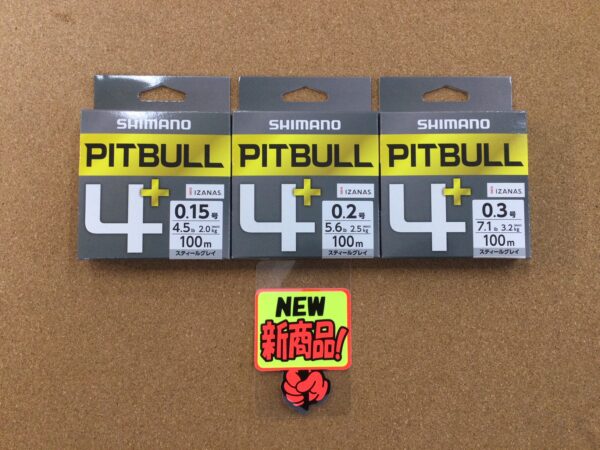 SHIMANO
PITBULL
4+
IZANAS
0.15号
4.5lb 2.0kg
100m
スティールグレイ
SHIMANO
PITBULL
4+
IZANAS
0.2号
5.6lb 2.5kg
100m
スティールグレイ
SHIMANO
PITBULL
4+
IZANAS
0.3号
7.1lb 3.2kg
100m
スティールグレイ
NEW
新商品!